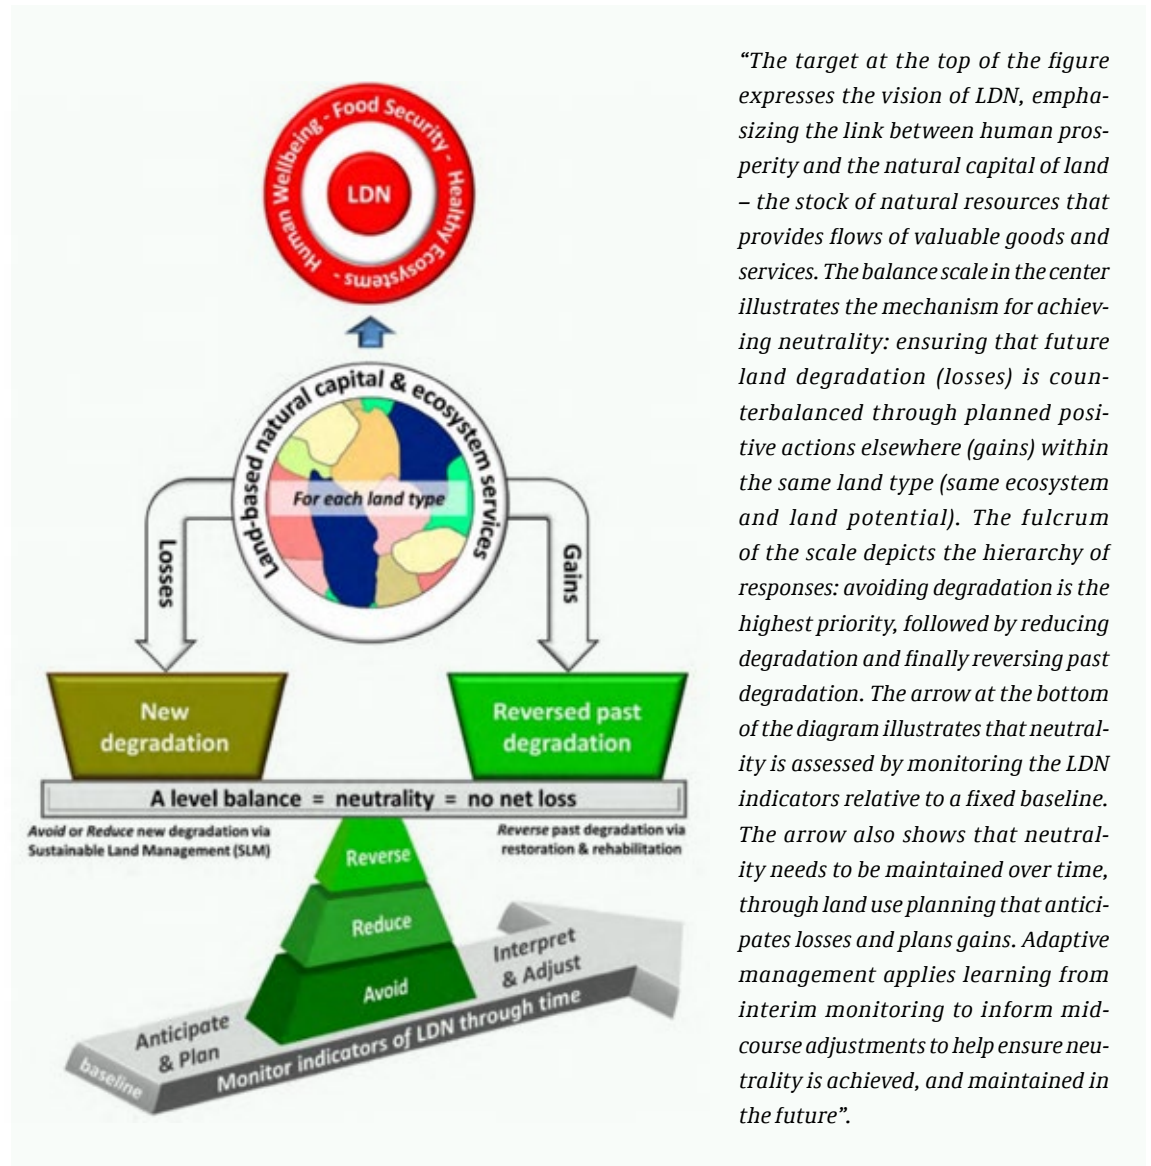 Human Wellbeing - Food Security - Healthy Ecosystems -
LDN
Land-based natural capital & ecosystem services
For each land type
Losses
Gains
New
degradation
Reversed past
degradation
A level balance = neutrality = no net loss
Avoid or Reduce new degradation via
Sustainable Land Management (SLM)
Reverse past degradation via
restoration & rehabilitation
Reverse
Reduce
Avoid
Anticipate
& Plan
Interpret
& Adjust
baseline
Monitor indicators of LDN through time
“The target at the top of the figure
expresses the vision of LDN, empha-
sizing the link between human pros-
perity and the natural capital of land
– the stock of natural resources that
provides flows of valuable goods and
services. The balance scale in the center
illustrates the mechanism for achiev-
ing neutrality: ensuring that future
land degradation (losses) is coun-
terbalanced through planned posi-
tive actions elsewhere (gains) within
the same land type (same ecosystem
and land potential). The fulcrum
of the scale depicts the hierarchy of
responses: avoiding degradation is the
highest priority, followed by reducing
degradation and finally reversing past
degradation. The arrow at the bottom
of the diagram illustrates that neutral-
ity is assessed by monitoring the LDN
indicators relative to a fixed baseline.
The arrow also shows that neutral-
ity needs to be maintained over time,
through land use planning that antici-
pates losses and plans gains. Adaptive
management applies learning from
interim monitoring to inform mid-
course adjustments to help ensure neu-
trality is achieved, and maintained in
the future”.